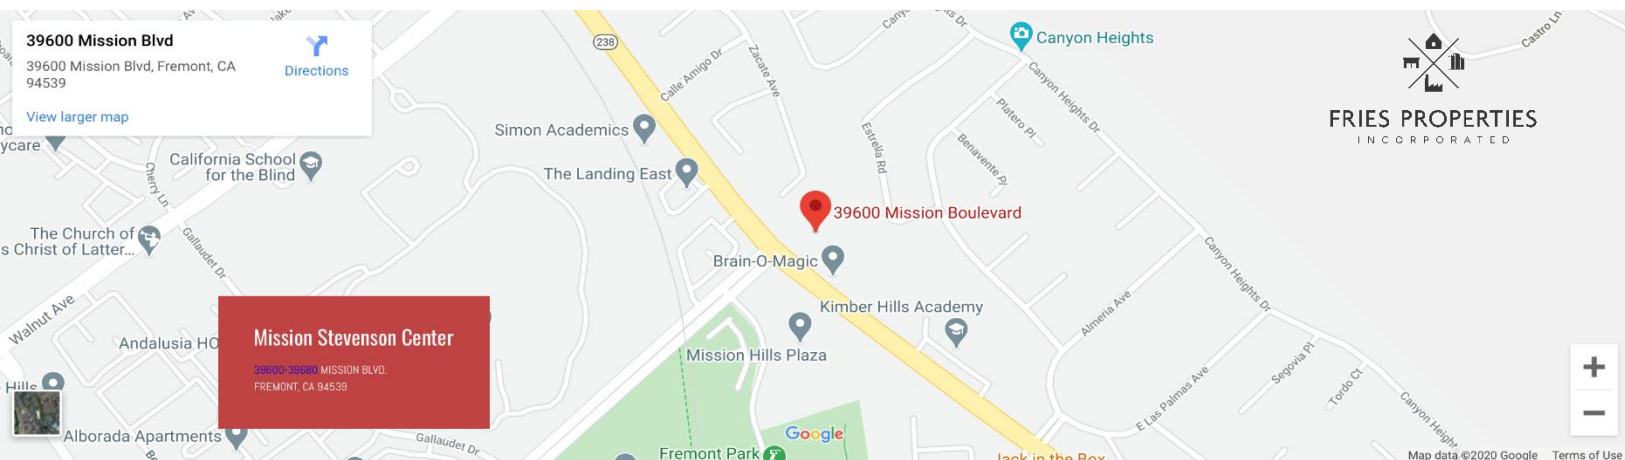 39600 Mission Blvd
39600 Mission Blvd, Fremont, CA
94539
Directions
View larger map
238
Calle Amigo Dr
Zacate Ave
Canyon Heights
Castro Ln
FRIES PROPERTIES
INCORPORATED
Simon Academics
Platero Pl
Canyon Heights Dr
ycare
California School
for the Blind
The Landing East
Estrella Rd
Benavente Pl
Cherry Ln
39600 Mission Boulevard
The Church of
s Christ of Latter...
Gallaudet Dr
Brain-O-Magic
Canyon Heights Dr
Walnut Ave
Kimber Hills Academy
Almeria Ave
Mission Stevenson Center
39600-39680 MISSION BLVD,
FREMONT, CA 94539
Andalusia HO
Mission Hills Plaza
Segovia Pl
Hills
E Las Palmas Ave
Tordo Ct
Alborada Apartments
Gallaudet Dr
Google
Canyon Heigh
Fremont Park
Jack in the Box
Map data ©2020 Google
Terms of Use